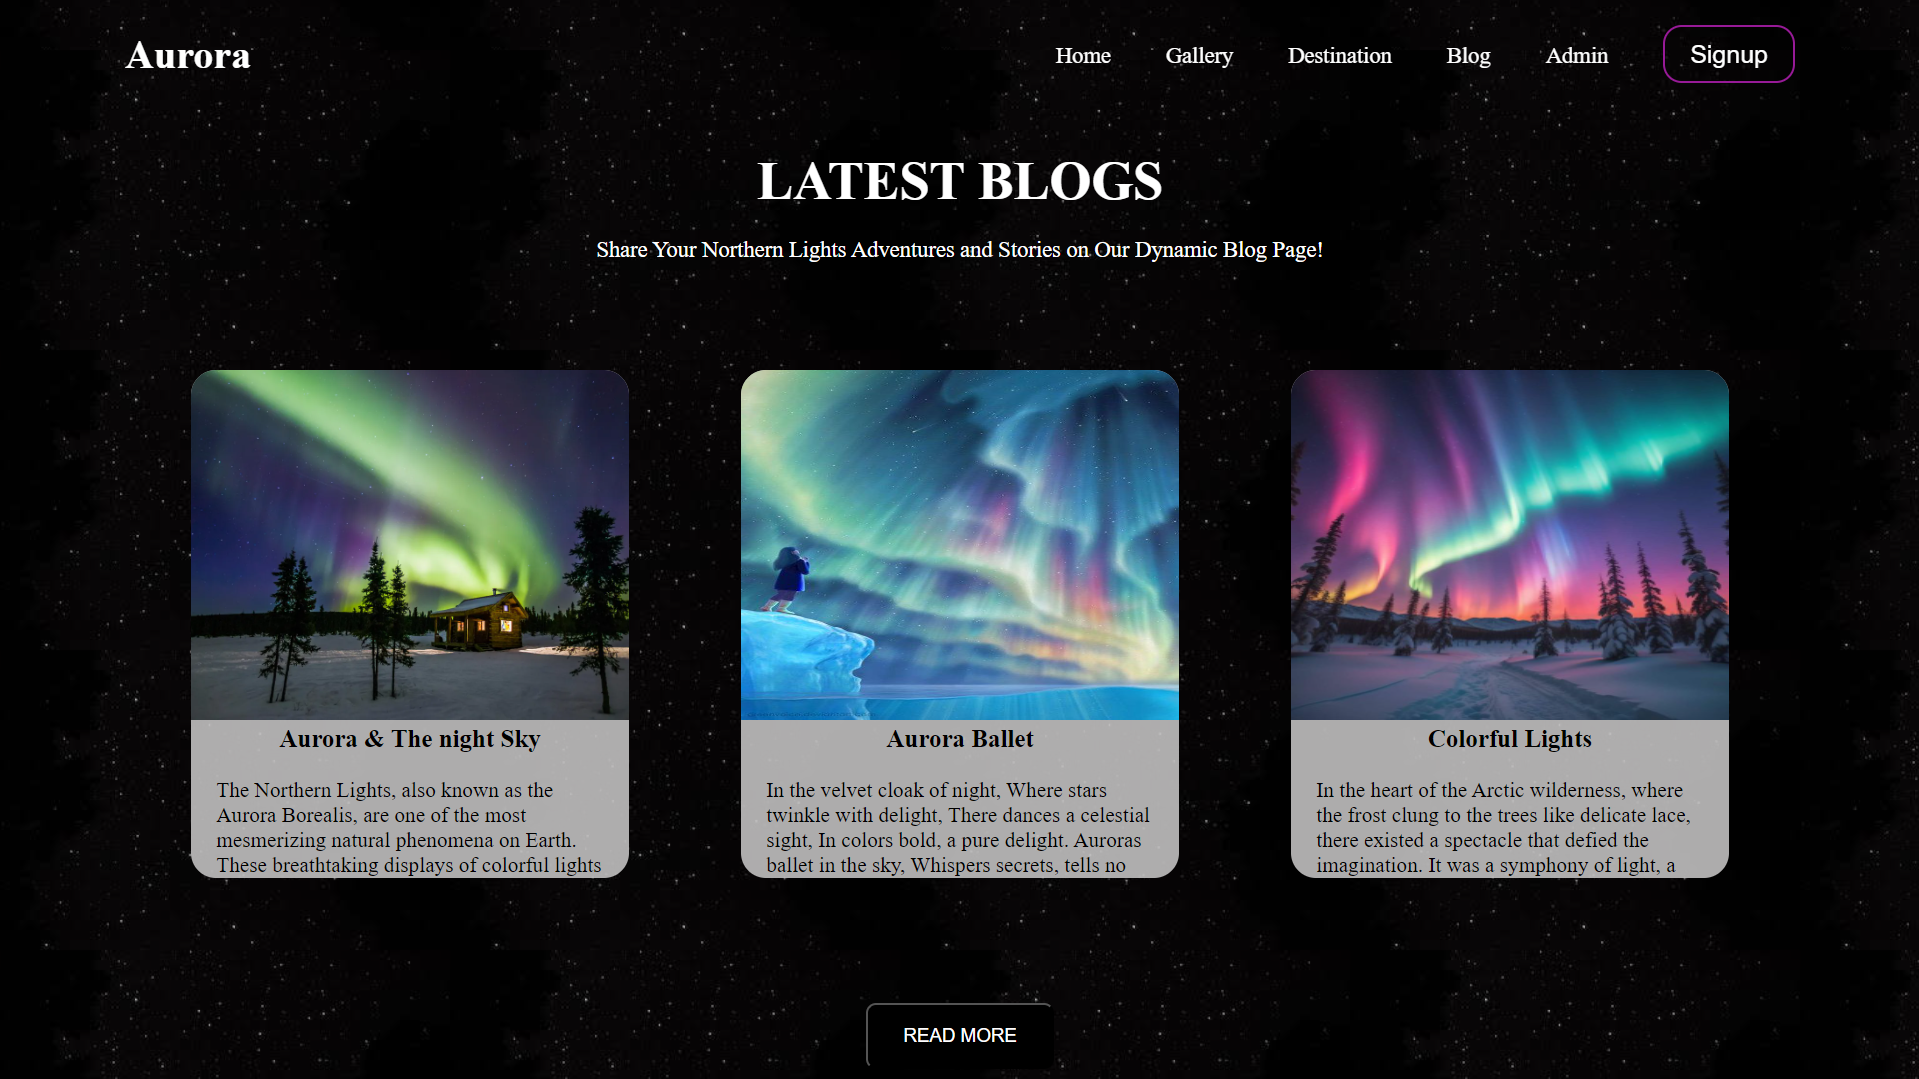 Aurora
Home
Gallery
Destination
Blog
Admin
Signup
LATEST BLOGS
Share Your Northern Lights Adventures and Stories on Our Dynamic Blog Page!
Aurora & The night Sky
The Northern Lights, also known as the
Aurora Borealis, are one of the most
mesmerizing natural phenomena on Earth.
These breathtaking displays of colorful lights
Aurora Ballet
In the velvet cloak of night, Where stars
twinkle with delight, There dances a celestial
sight, In colors bold, a pure delight. Auroras
ballet in the sky, Whispers secrets, tells no
Colorful Lights
In the heart of the Arctic wilderness, where
the frost clung to the trees like delicate lace,
there existed a spectacle that defied the
imagination. It was a symphony of light, a
READ MORE